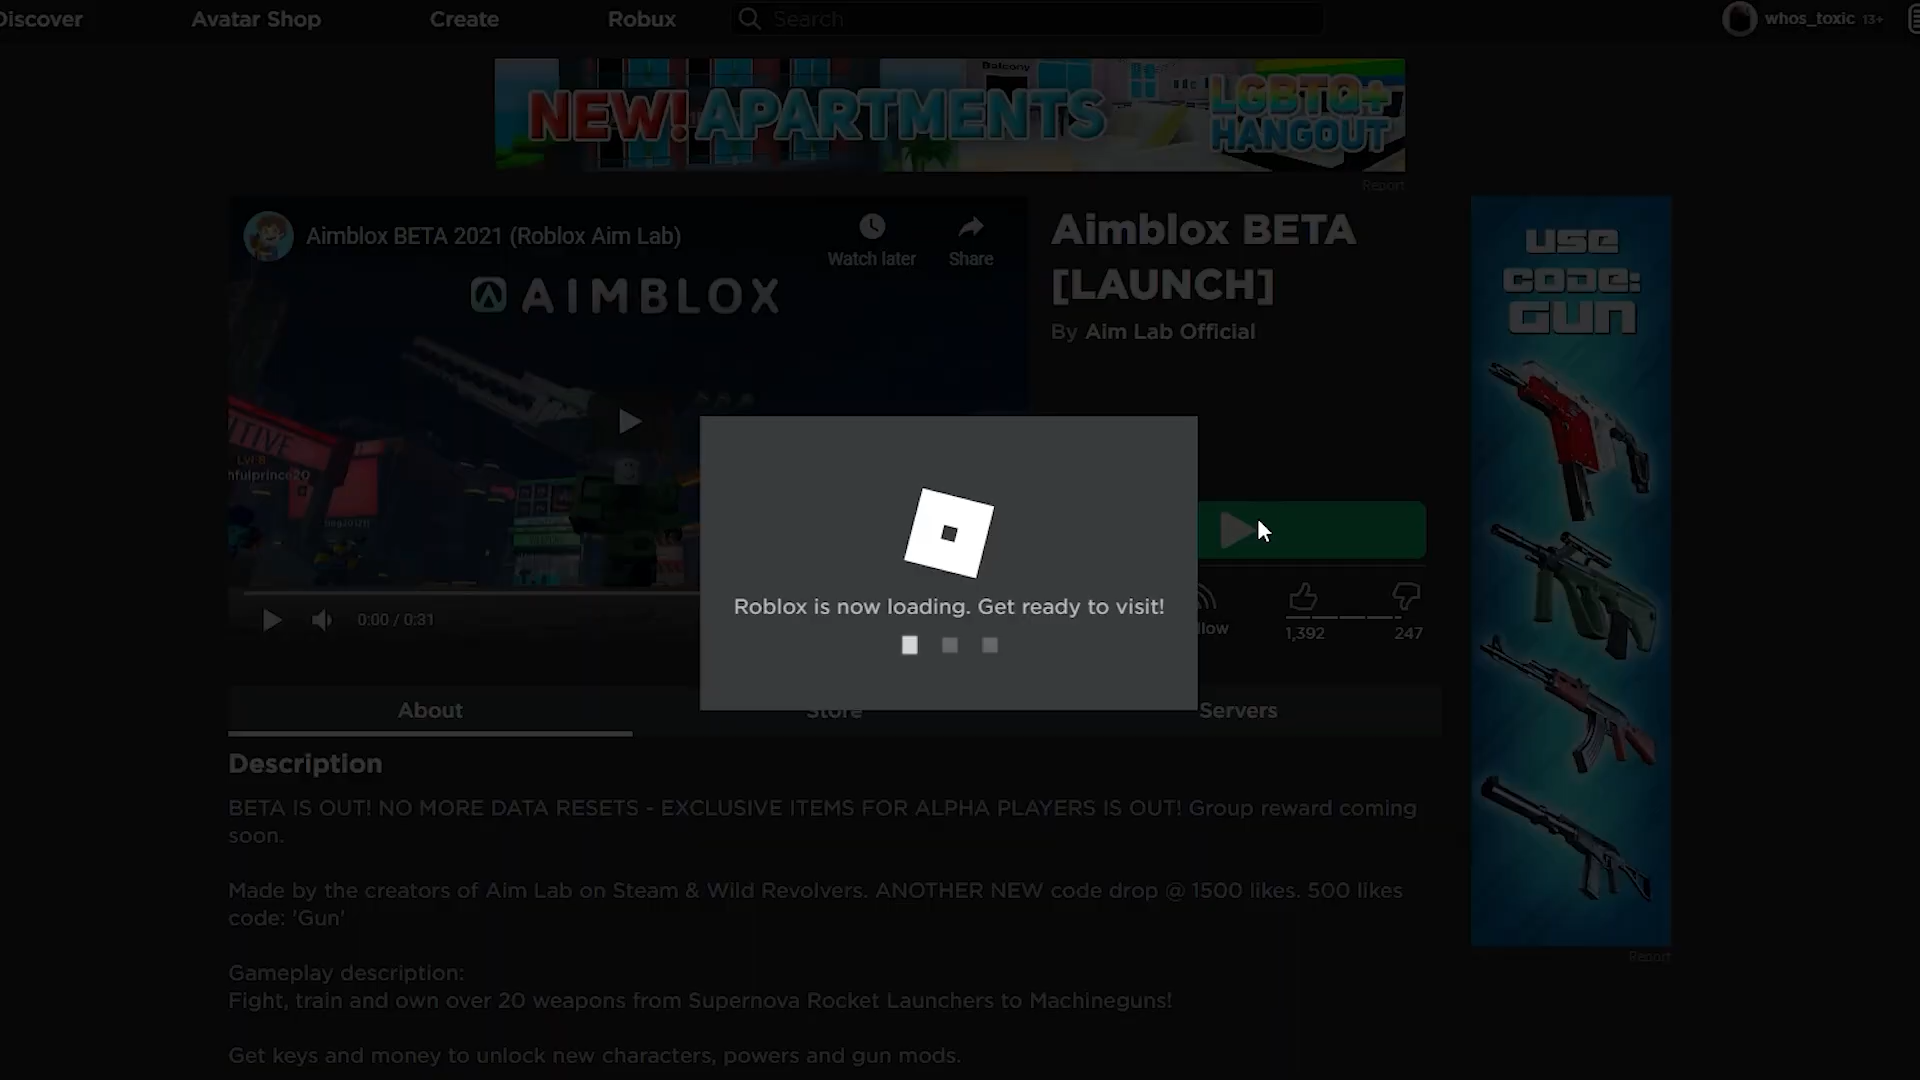 Discover
Avatar Shop
Create
Robux
Search
whos_toxic 13+
NEW! APARTMENTS
Balcony
LGBTQ+
HANGOUT
Report
Aimblox BETA 2021 (Roblox Aim Lab)
Watch later
Share
AIMBLOX
Lvl 8
hfulprince20
0:00 / 0:31
Aimblox BETA
[LAUNCH]
By Aim Lab Official
Roblox is now loading. Get ready to visit!
llow
1,392
247
USE
CODE:
GUN
Report
About
Store
Servers
Description
BETA IS OUT! NO MORE DATA RESETS - EXCLUSIVE ITEMS FOR ALPHA PLAYERS IS OUT! Group reward coming
soon.
Made by the creators of Aim Lab on Steam & Wild Revolvers. ANOTHER NEW code drop @ 1500 likes. 500 likes
code: 'Gun'
Gameplay description:
Fight, train and own over 20 weapons from Supernova Rocket Launchers to Machineguns!
Get keys and money to unlock new characters, powers and gun mods.